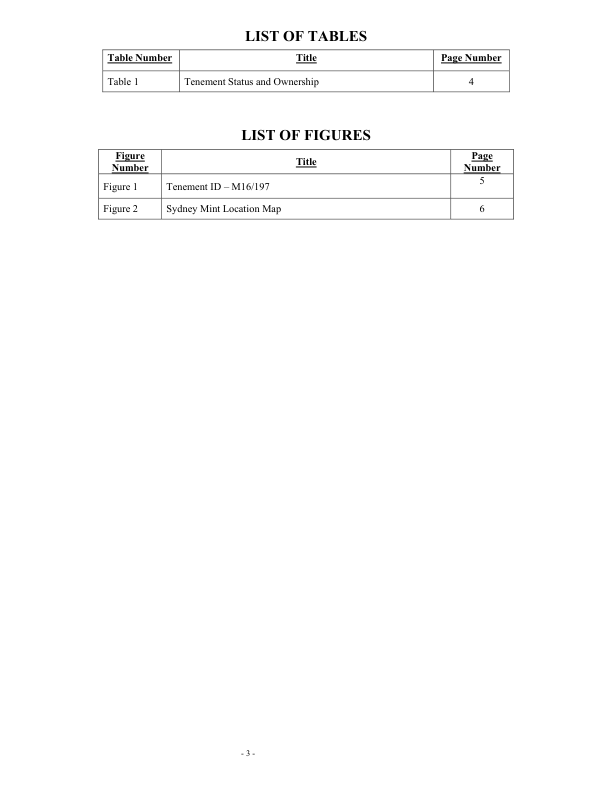 LIST OF TABLES
Table Number Title Page Number
Table 1 Tenement Status and Ownership 4
LIST OF FIGURES
Figure Number Title Page Number
Figure 1 Tenement ID – M16/197 5
Figure 2 Sydney Mint Location Map 6
- 3 -